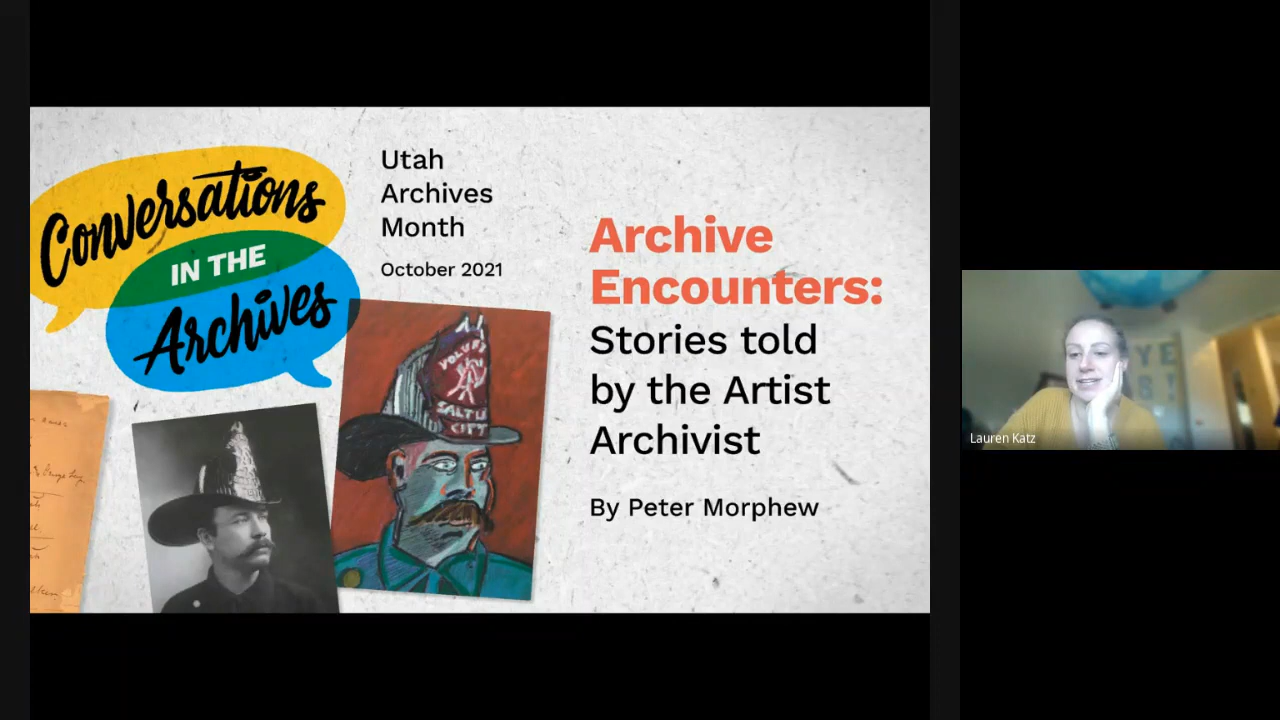 Conversations
IN THE
Archives
Utah
Archives
Month
October 2021
Archive
Encounters:
Stories told
by the Artist
Archivist
By Peter Morphew
VOLUNT
SALT L
CITY
Lauren Katz